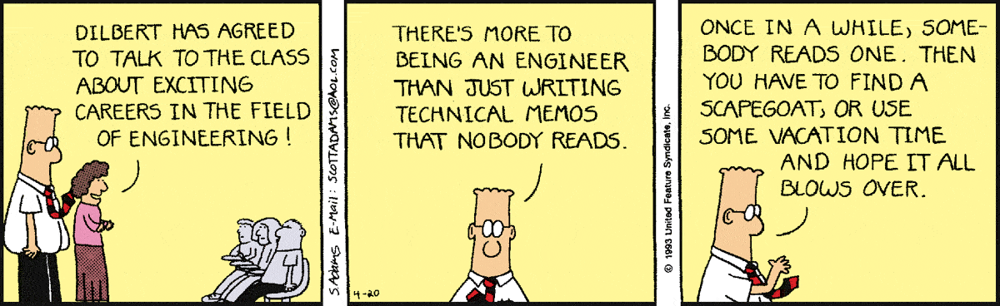 DILBERT HAS AGREED
TO TALK TO THE CLASS
ABOUT EXCITING
CAREERS IN THE FIELD
OF ENGINEERING!
S.ADAMS E-MAIL: SCOTTADAMS@AOL.COM
THERE'S MORE TO
BEING AN ENGINEER
THAN JUST WRITING
TECHNICAL MEMOS
THAT NOBODY READS.
4-20
© 1993 United Feature Syndicate, Inc.
ONCE IN A WHILE, SOME-
BODY READS ONE. THEN
YOU HAVE TO FIND A
SCAPEGOAT, OR USE
SOME VACATION TIME
AND HOPE IT ALL
BLOWS OVER.